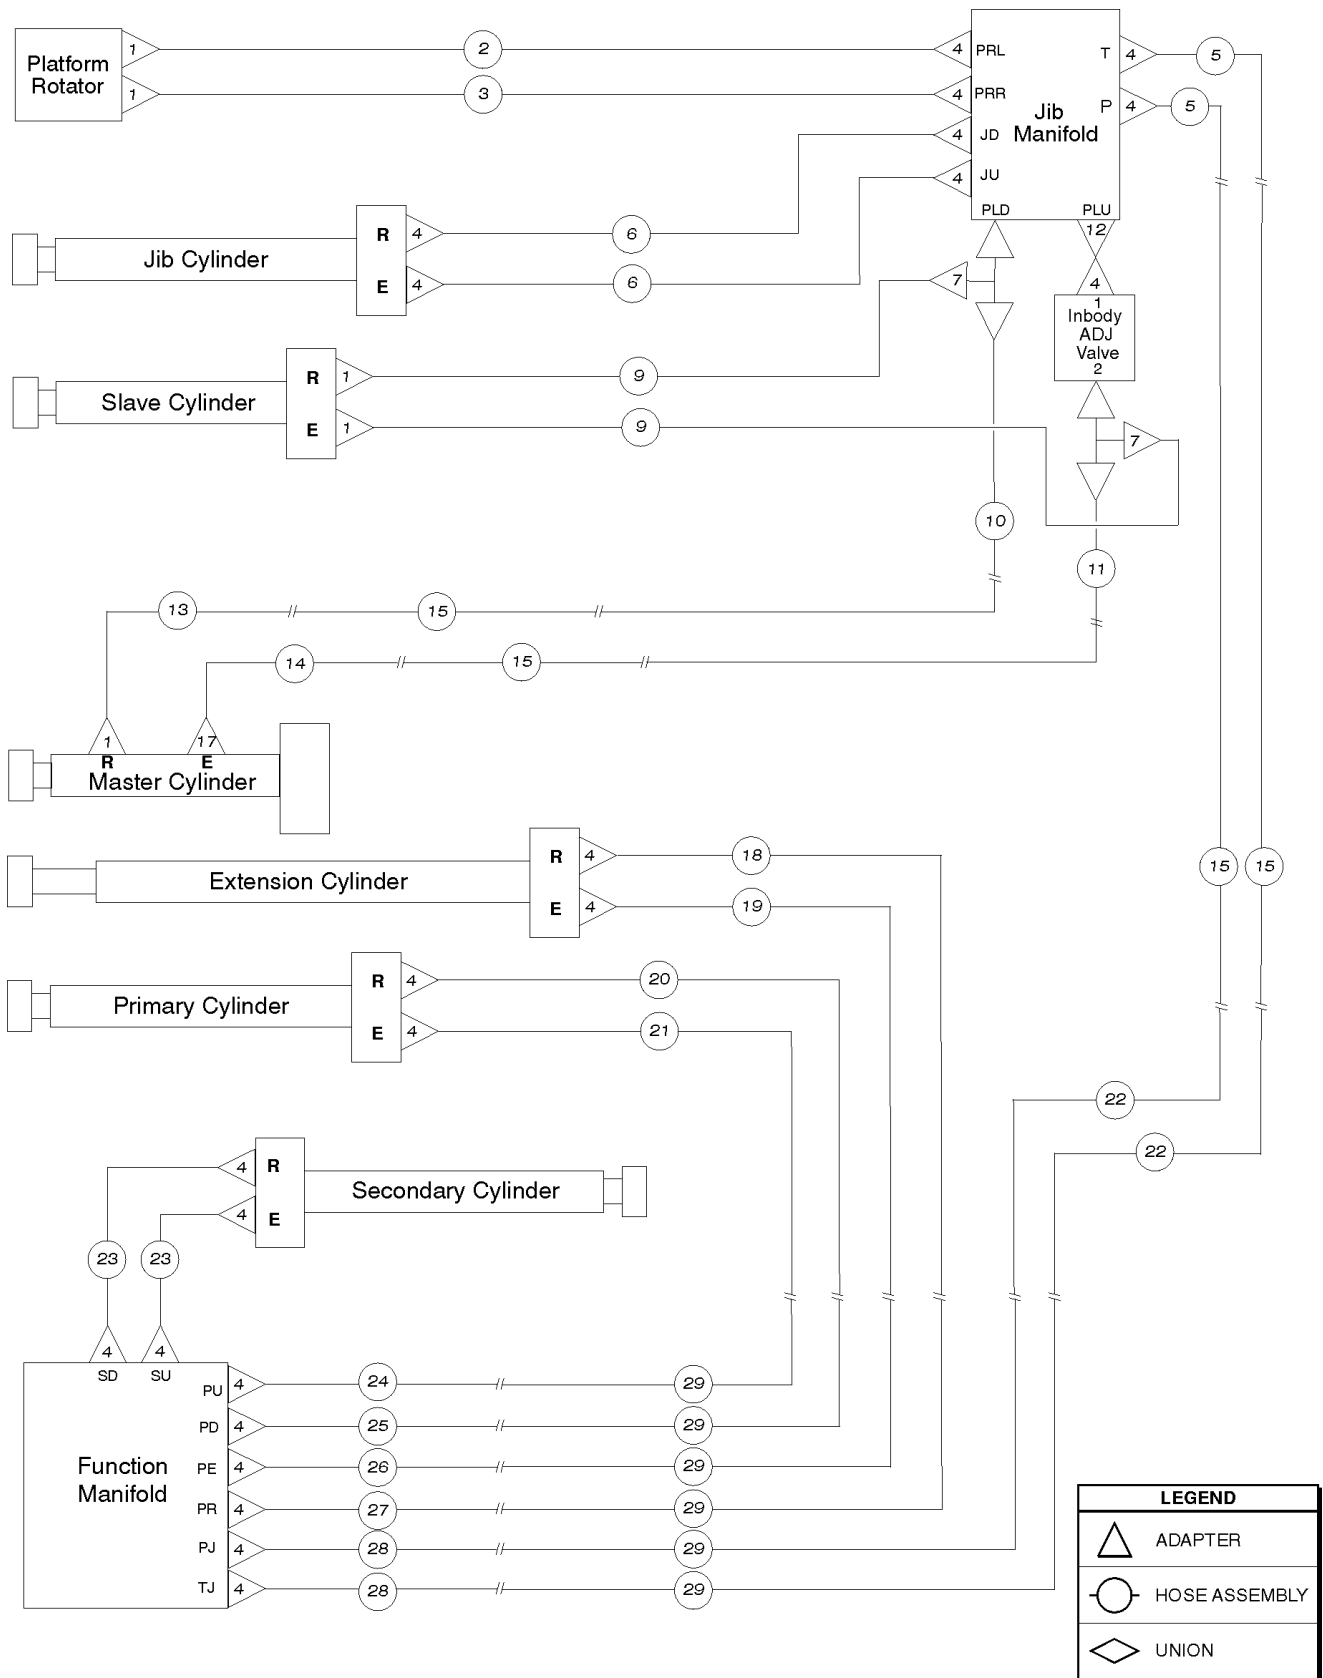 Platform
Rotator
1
2
4
PRL
1
3
4
PRR
Jib
Manifold
T
4
5
P
4
5
4
JD
4
JU
PLD
PLU
12
Jib Cylinder
R
4
6
E
4
6
7
4
1
Inbody
ADJ
Valve
2
Slave Cylinder
R
1
9
E
1
9
7
10
11
13
15
14
15
1
17
R
E
Master Cylinder
Extension Cylinder
R
4
18
E
4
19
15
15
Primary Cylinder
R
4
20
E
4
21
22
22
4
R
4
E
Secondary Cylinder
23
23
4
4
SD
SU
Function
Manifold
PU
4
24
29
PD
4
25
29
PE
4
26
29
PR
4
27
29
PJ
4
28
29
TJ
4
28
29
LEGEND
ADAPTER
HOSE ASSEMBLY
UNION